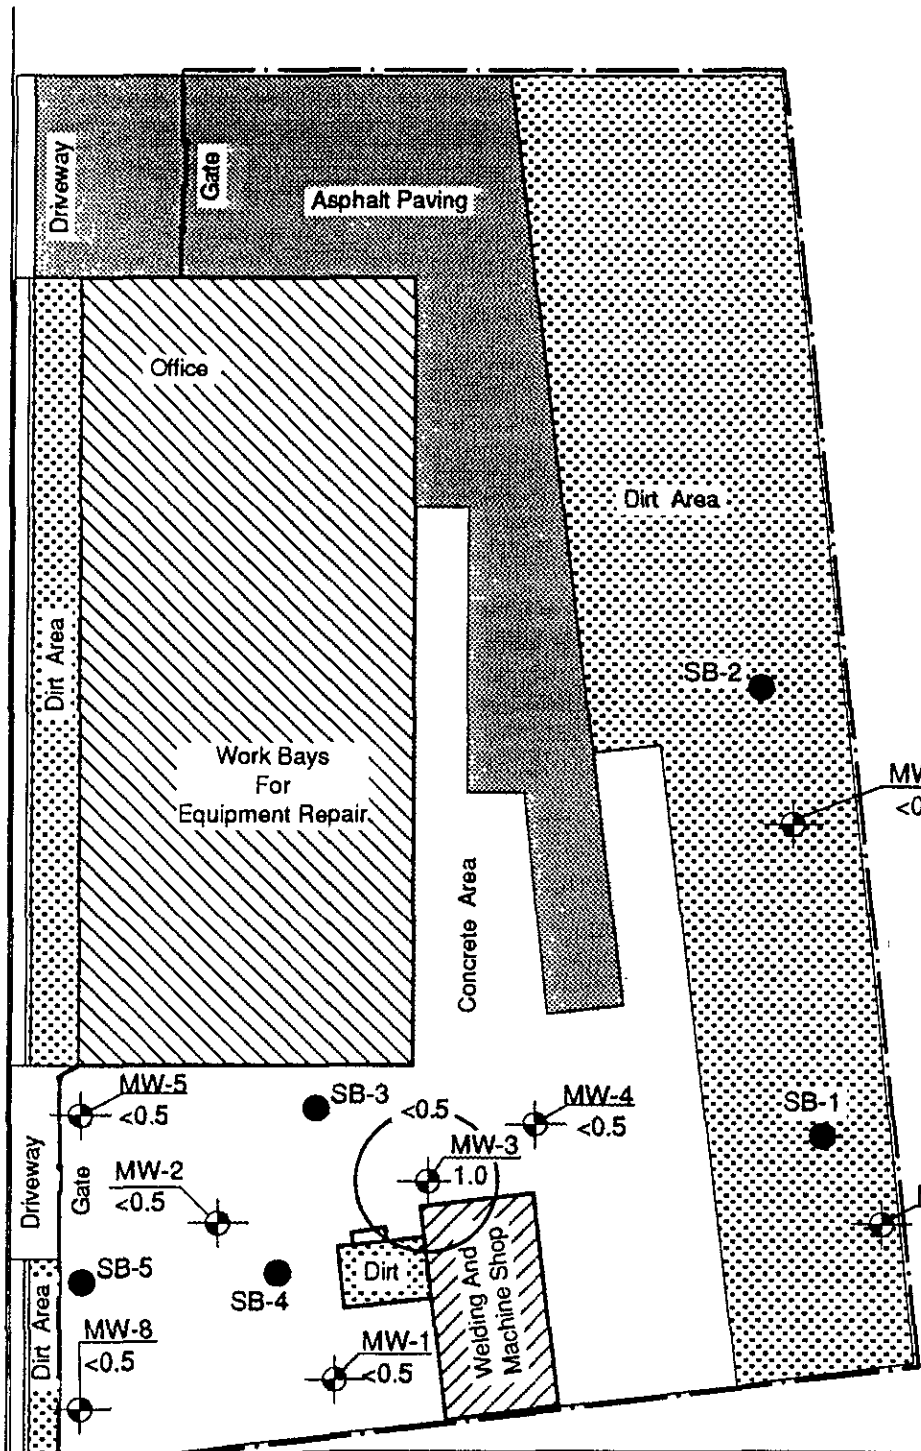 Driveway
Gate
Asphalt Paving
Office
Dirt Area
Dirt Area
SB-2
Work Bays
For
Equipment Repair
Concrete Area
MW-5
<0.5
SB-3
<0.5
MW-4
<0.5
SB-1
MW-3
1.0
MW-2
<0.5
Driveway
Gate
SB-5
SB-4
Dirt
Welding And
Machine Shop
Dirt Area
MW-8
<0.5
MW-1
<0.5